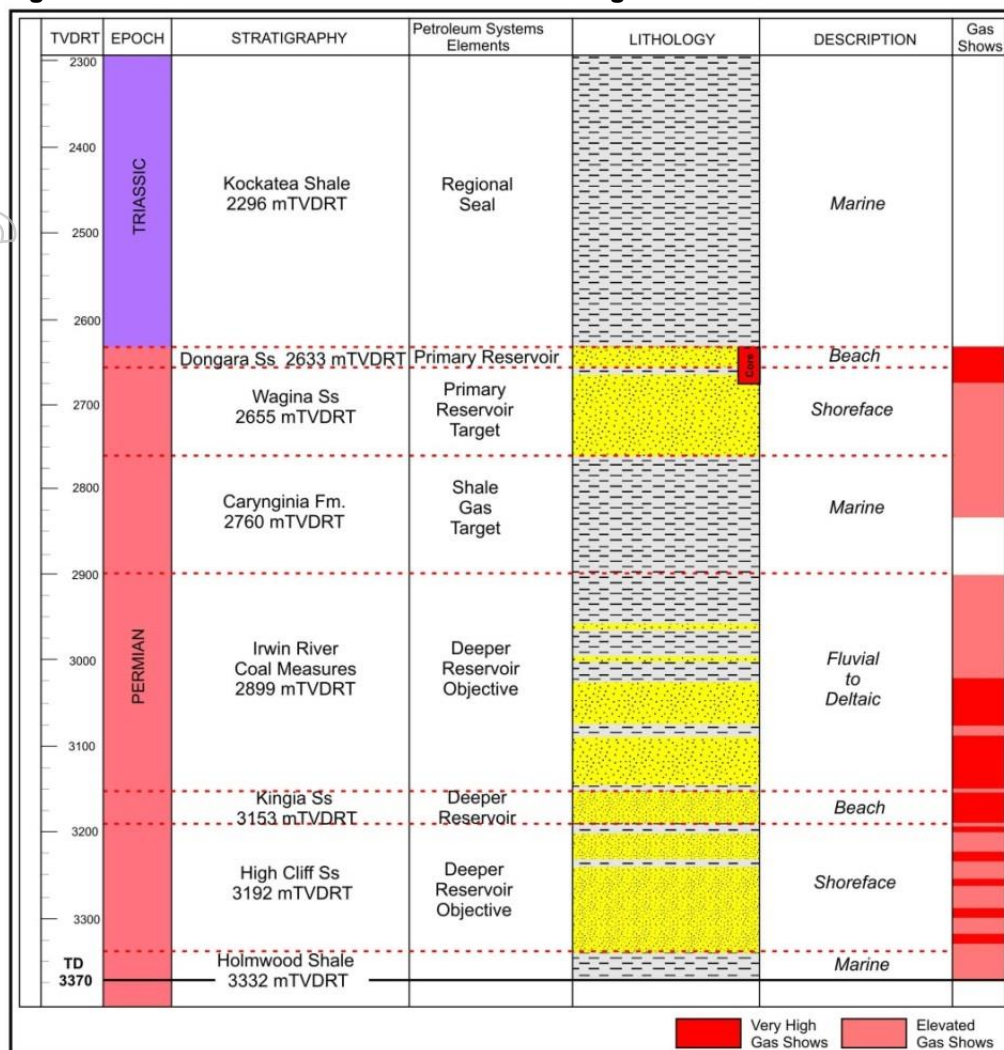 TVDRT
EPOCH
STRATIGRAPHY
Petroleum Systems
Elements
LITHOLOGY
DESCRIPTION
Gas
Shows
2300
2400
2500
2600
2700
2800
2900
3000
3100
3200
3300
TD
3370
TRIASSIC
PERMIAN
Kockatea Shale
2296 mTVDRT
Regional
Seal
Marine
Dongara Ss 2633 mTVDRT
Primary Reservoir
Core
Beach
Wagina Ss
2655 mTVDRT
Primary
Reservoir
Target
Shoreface
Carynginia Fm.
2760 mTVDRT
Shale
Gas
Target
Marine
Irwin River
Coal Measures
2899 mTVDRT
Deeper
Reservoir
Objective
Fluvial
to
Deltaic
Kingia Ss
3153 mTVDRT
Deeper
Reservoir
Beach
High Cliff Ss
3192 mTVDRT
Deeper
Reservoir
Objective
Shoreface
Holmwood Shale
3332 mTVDRT
Marine
Very High
Gas Shows
Elevated
Gas Shows